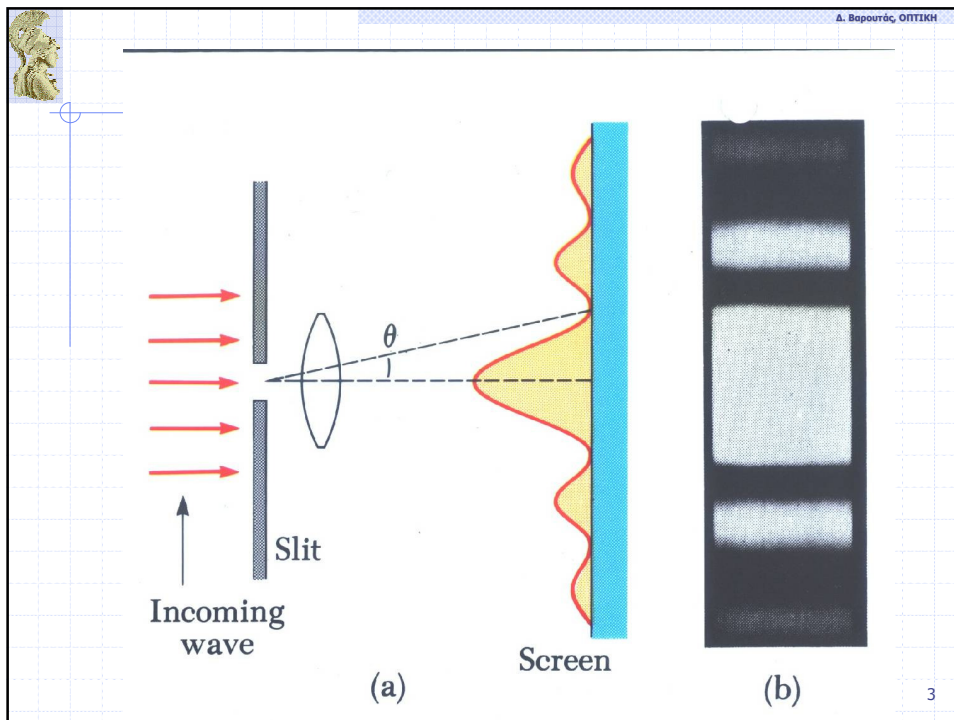 Δ. Βαρουτάς, ΟΠΤΙΚΗ
θ
Slit
Incoming
wave
Screen
(a)
(b)
3